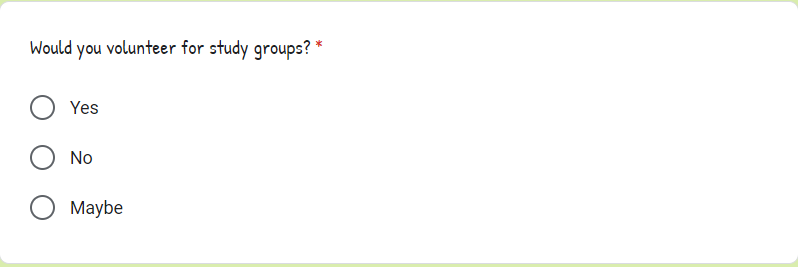 Would you volunteer for study groups? *
Yes
No
Maybe